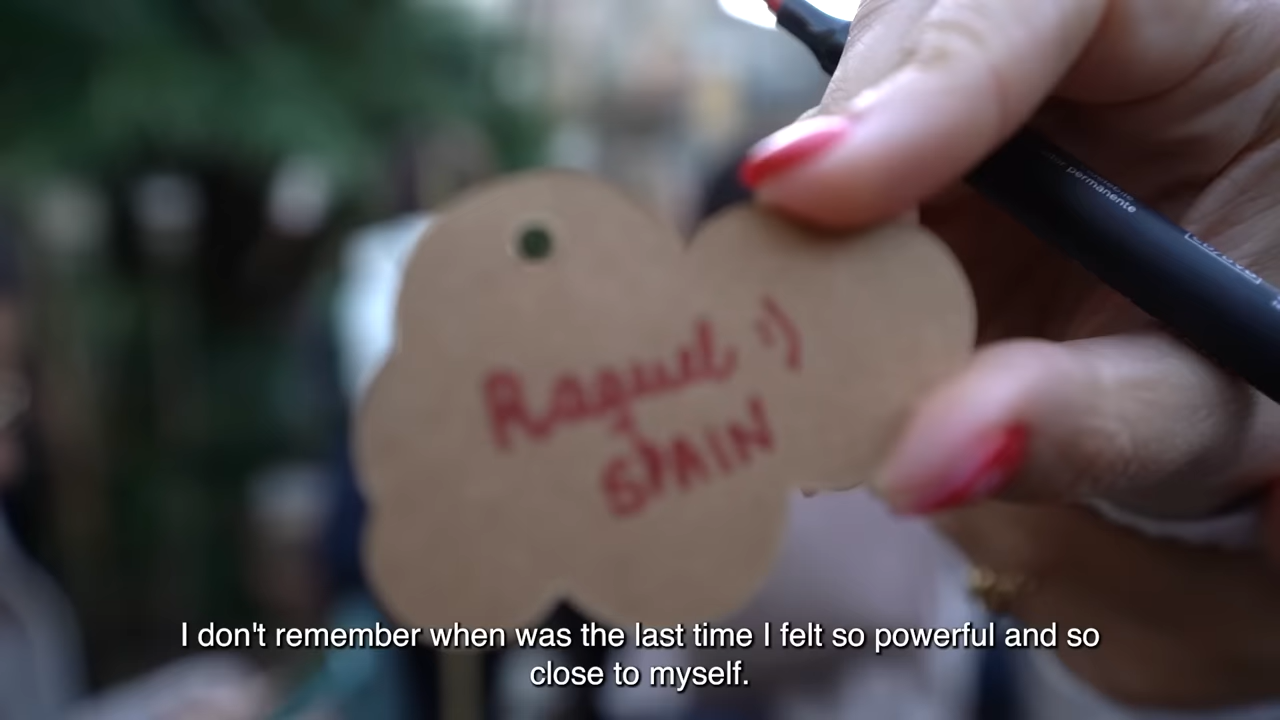 Raquel :)
SPAIN
permanente
I don't remember when was the last time I felt so powerful and so
close to myself.